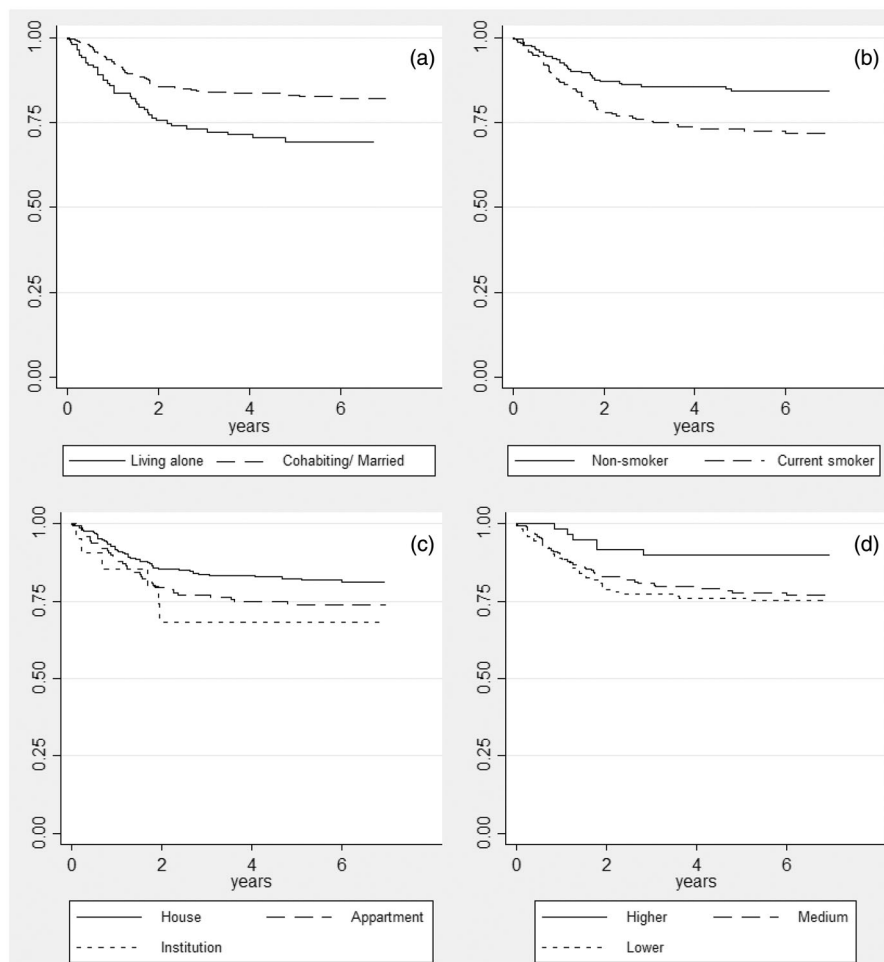 (a)
1.00
0.75
0.50
0.25
0.00
0 2 4 6
years
Living alone Cohabiting/ Married
(b)
1.00
0.75
0.50
0.25
0.00
0 2 4 6
years
Non-smoker Current smoker
(c)
1.00
0.75
0.50
0.25
0.00
0 2 4 6
years
House Appartment
Institution
(d)
1.00
0.75
0.50
0.25
0.00
0 2 4 6
years
Higher Medium
Lower